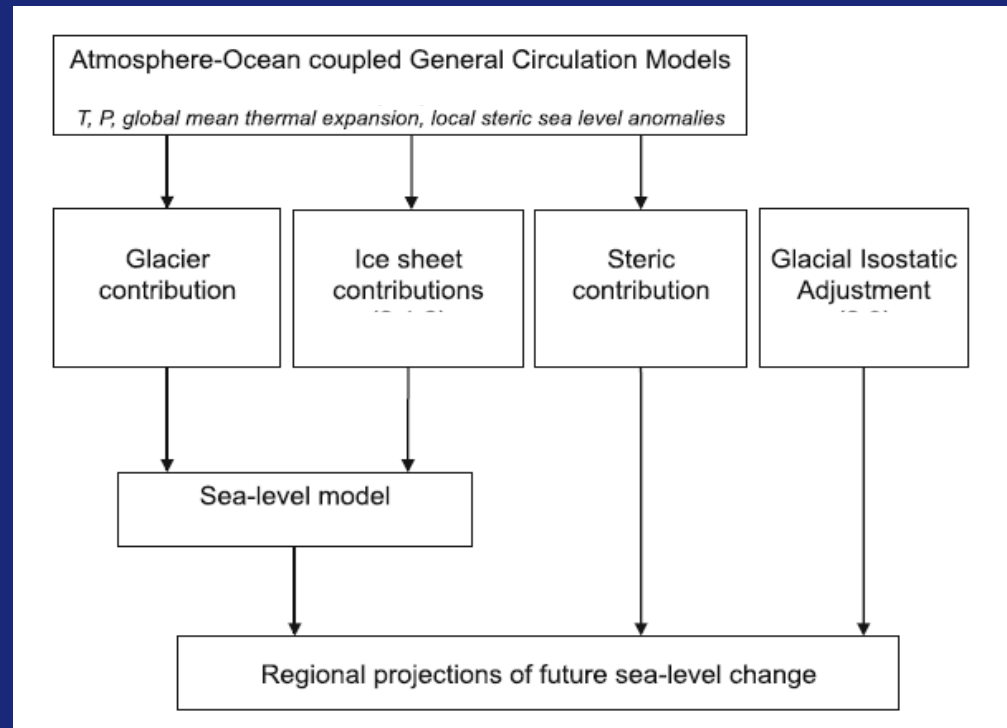 Atmosphere-Ocean coupled General Circulation Models
T, P, global mean thermal expansion, local steric sea level anomalies
Glacier
contribution
Ice sheet
contributions
Steric
contribution
Glacial Isostatic
Adjustment
Sea-level model
Regional projections of future sea-level change